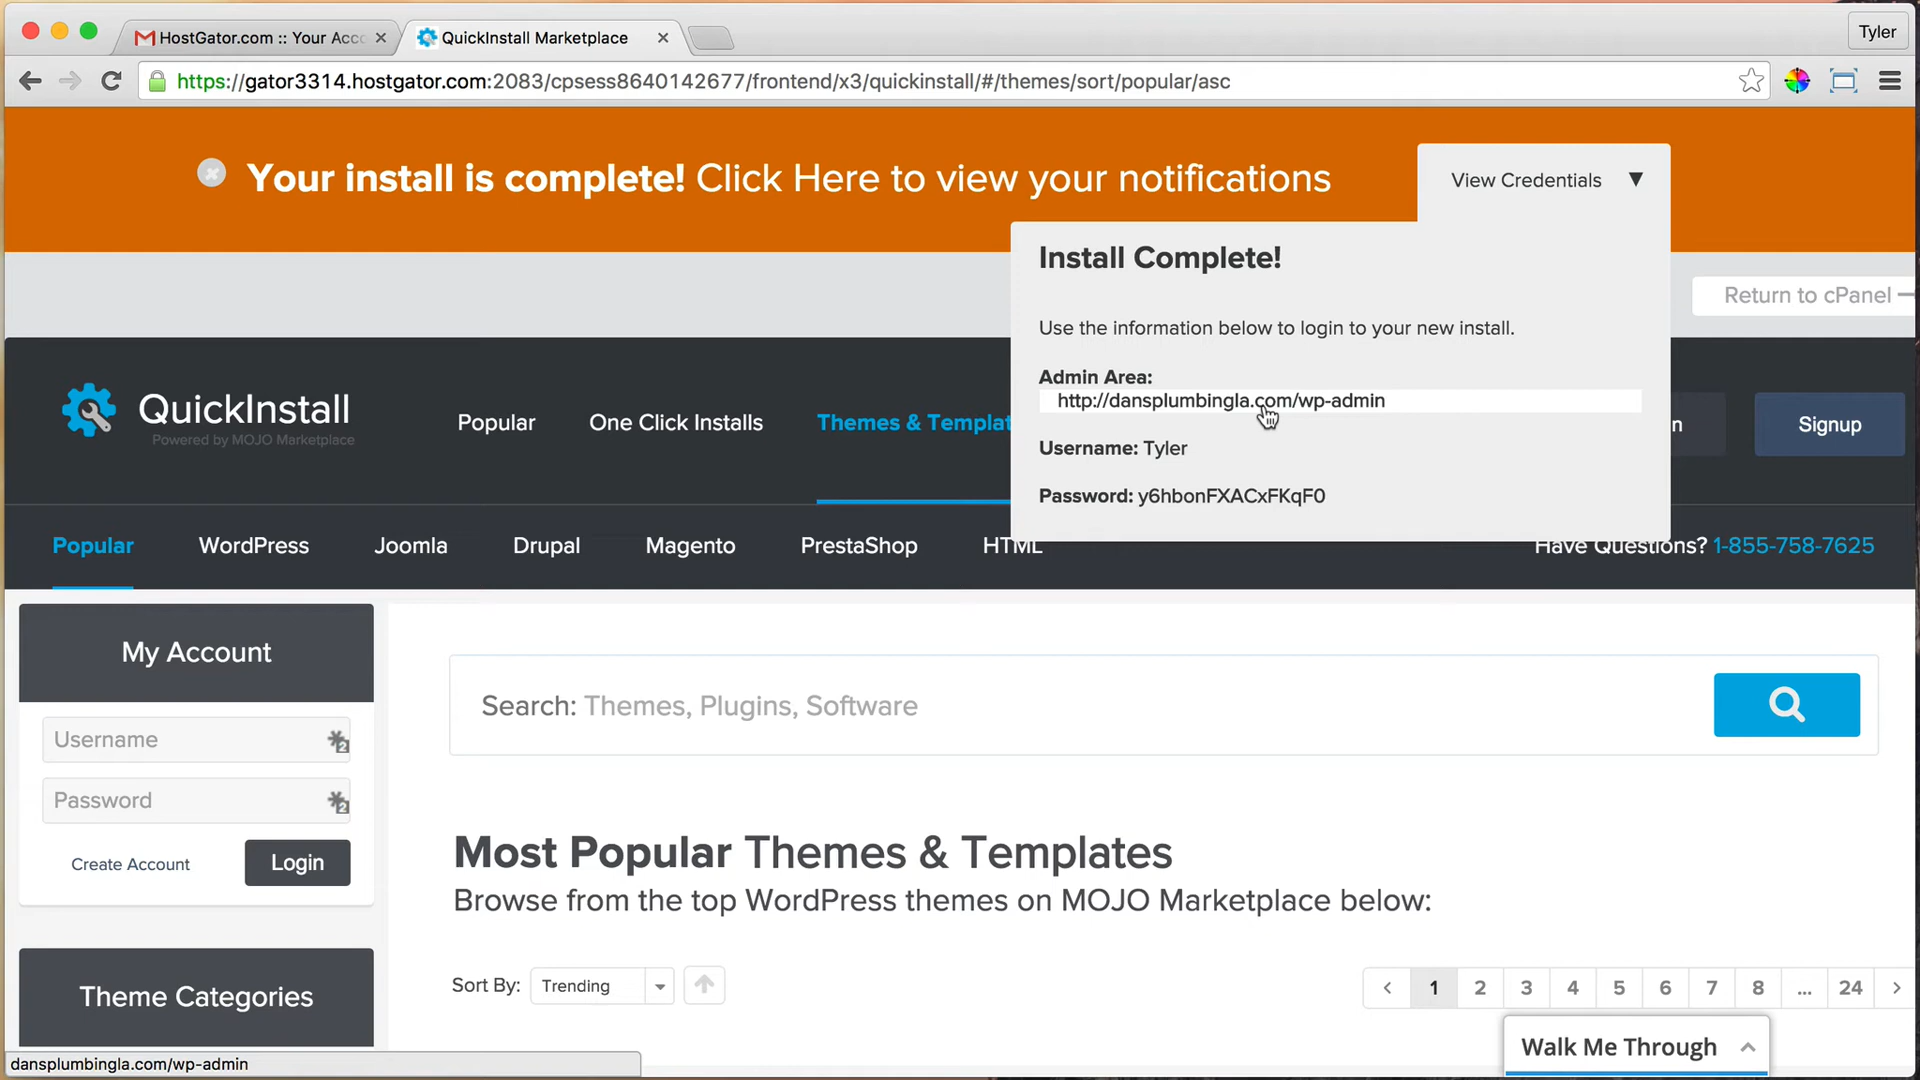 HostGator.com :: Your Acc
QuickInstall Marketplace
Tyler
https://gator3314.hostgator.com:2083/cpsess8640142677/frontend/x3/quickinstall/#/themes/sort/popular/asc
Your install is complete! Click Here to view your notifications
View Credentials ▼
Install Complete!
Use the information below to login to your new install.
Admin Area:
http://dansplumbingla.com/wp-admin
Username: Tyler
Password: y6hbonFXACxFKqF0
Return to cPanel
QuickInstall
Powered by MOJO Marketplace
Popular
One Click Installs
Themes & Templat
n
Signup
Popular
WordPress
Joomla
Drupal
Magento
PrestaShop
HTML
Have Questions? 1-855-758-7625
My Account
Username
Password
Create Account
Login
Theme Categories
Search: Themes, Plugins, Software
Most Popular Themes & Templates
Browse from the top WordPress themes on MOJO Marketplace below:
Sort By: Trending
‹ 1 2 3 4 5 6 7 8 ... 24 ›
Walk Me Through
dansplumbingla.com/wp-admin